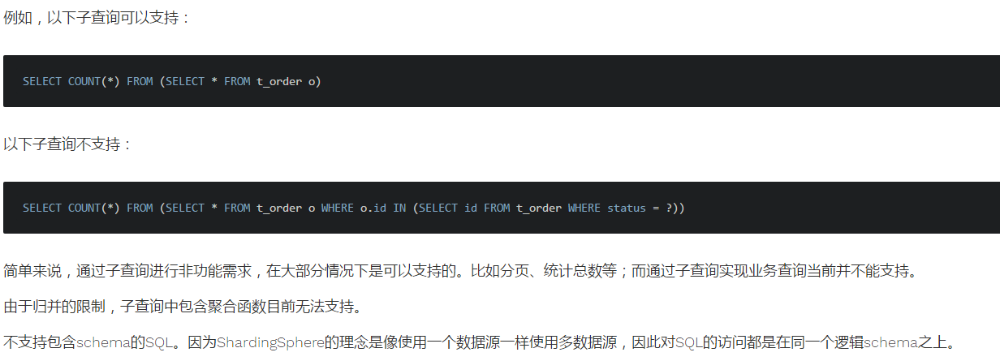 例如，以下子查询可以支持：
SELECT COUNT(*) FROM (SELECT * FROM t_order o)
以下子查询不支持：
SELECT COUNT(*) FROM (SELECT * FROM t_order o WHERE o.id IN (SELECT id FROM t_order WHERE status = ?))
简单来说，通过子查询进行非功能需求，在大部分情况下是可以支持的。比如分页、统计总数等；而通过子查询实现业务查询当前并不能支持。
由于归并的限制，子查询中包含聚合函数目前无法支持。
不支持包含schema的SQL。因为ShardingSphere的理念是像使用一个数据源一样使用多数据源，因此对SQL的访问都是在同一个逻辑schema之上。